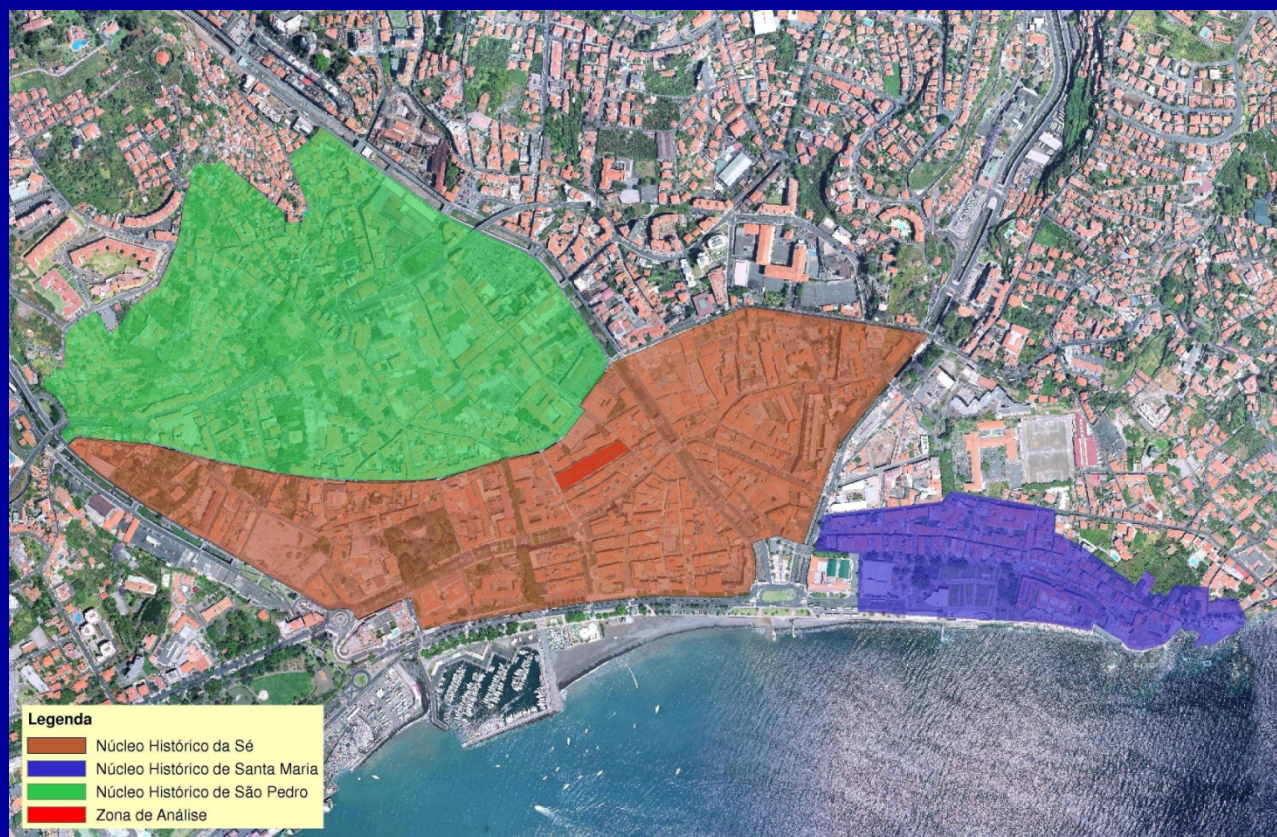 Legenda
Núcleo Histórico da Sé
Núcleo Histórico de Santa Maria
Núcleo Histórico de São Pedro
Zona de Análise